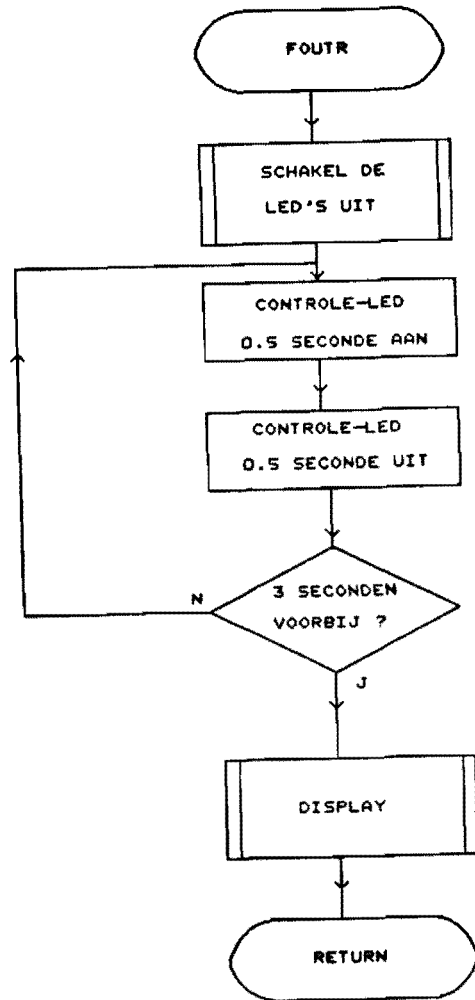 FOUTR
SCHAKEL DE
LED'S UIT
CONTROLE-LED
0.5 SECONDE AAN
CONTROLE-LED
0.5 SECONDE UIT
3 SECONDEN
VOORBIJ ?
N
J
DISPLAY
RETURN